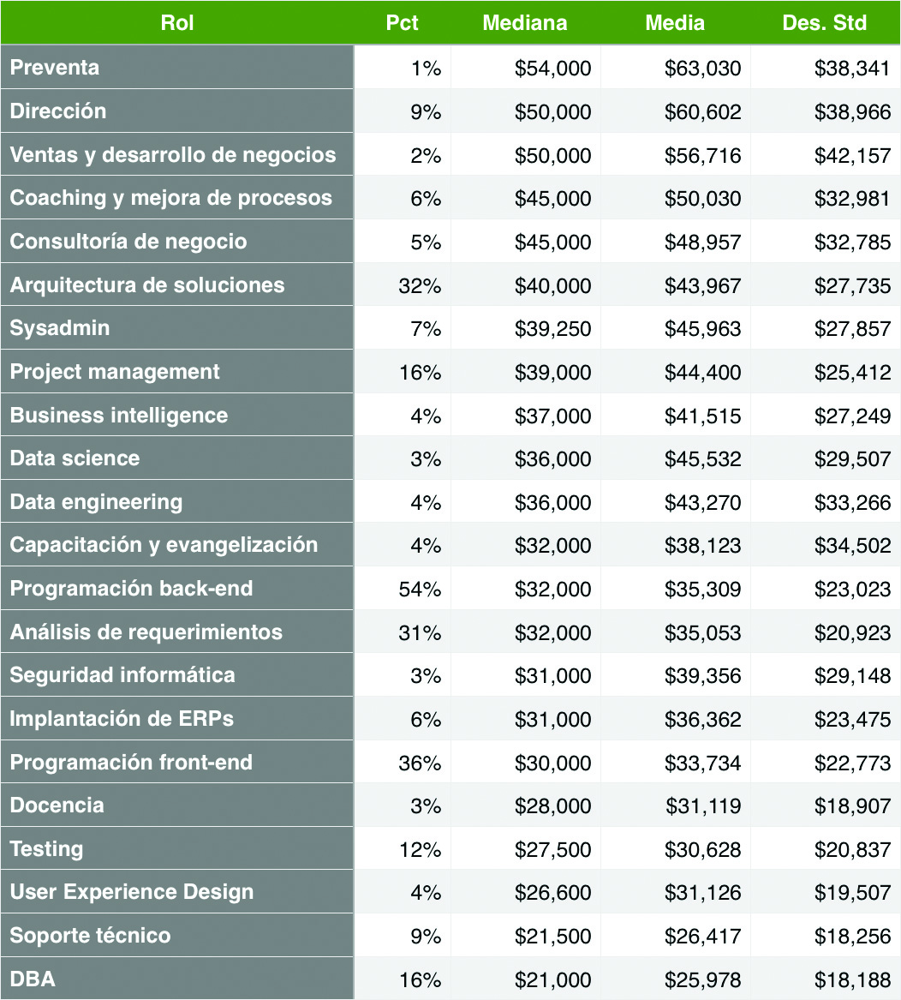 Rol Pct Mediana Media Des. Std
Preventa 1% $54,000 $63,030 $38,341
Dirección 9% $50,000 $60,602 $38,966
Ventas y desarrollo de negocios 2% $50,000 $56,716 $42,157
Coaching y mejora de procesos 6% $45,000 $50,030 $32,981
Consultoría de negocio 5% $45,000 $48,957 $32,785
Arquitectura de soluciones 32% $40,000 $43,967 $27,735
Sysadmin 7% $39,250 $45,963 $27,857
Project management 16% $39,000 $44,400 $25,412
Business intelligence 4% $37,000 $41,515 $27,249
Data science 3% $36,000 $45,532 $29,507
Data engineering 4% $36,000 $43,270 $33,266
Capacitación y evangelización 4% $32,000 $38,123 $34,502
Programación back-end 54% $32,000 $35,309 $23,023
Análisis de requerimientos 31% $32,000 $35,053 $20,923
Seguridad informática 3% $31,000 $39,356 $29,148
Implantación de ERPs 6% $31,000 $36,362 $23,475
Programación front-end 36% $30,000 $33,734 $22,773
Docencia 3% $28,000 $31,119 $18,907
Testing 12% $27,500 $30,628 $20,837
User Experience Design 4% $26,600 $31,126 $19,507
Soporte técnico 9% $21,500 $26,417 $18,256
DBA 16% $21,000 $25,978 $18,188